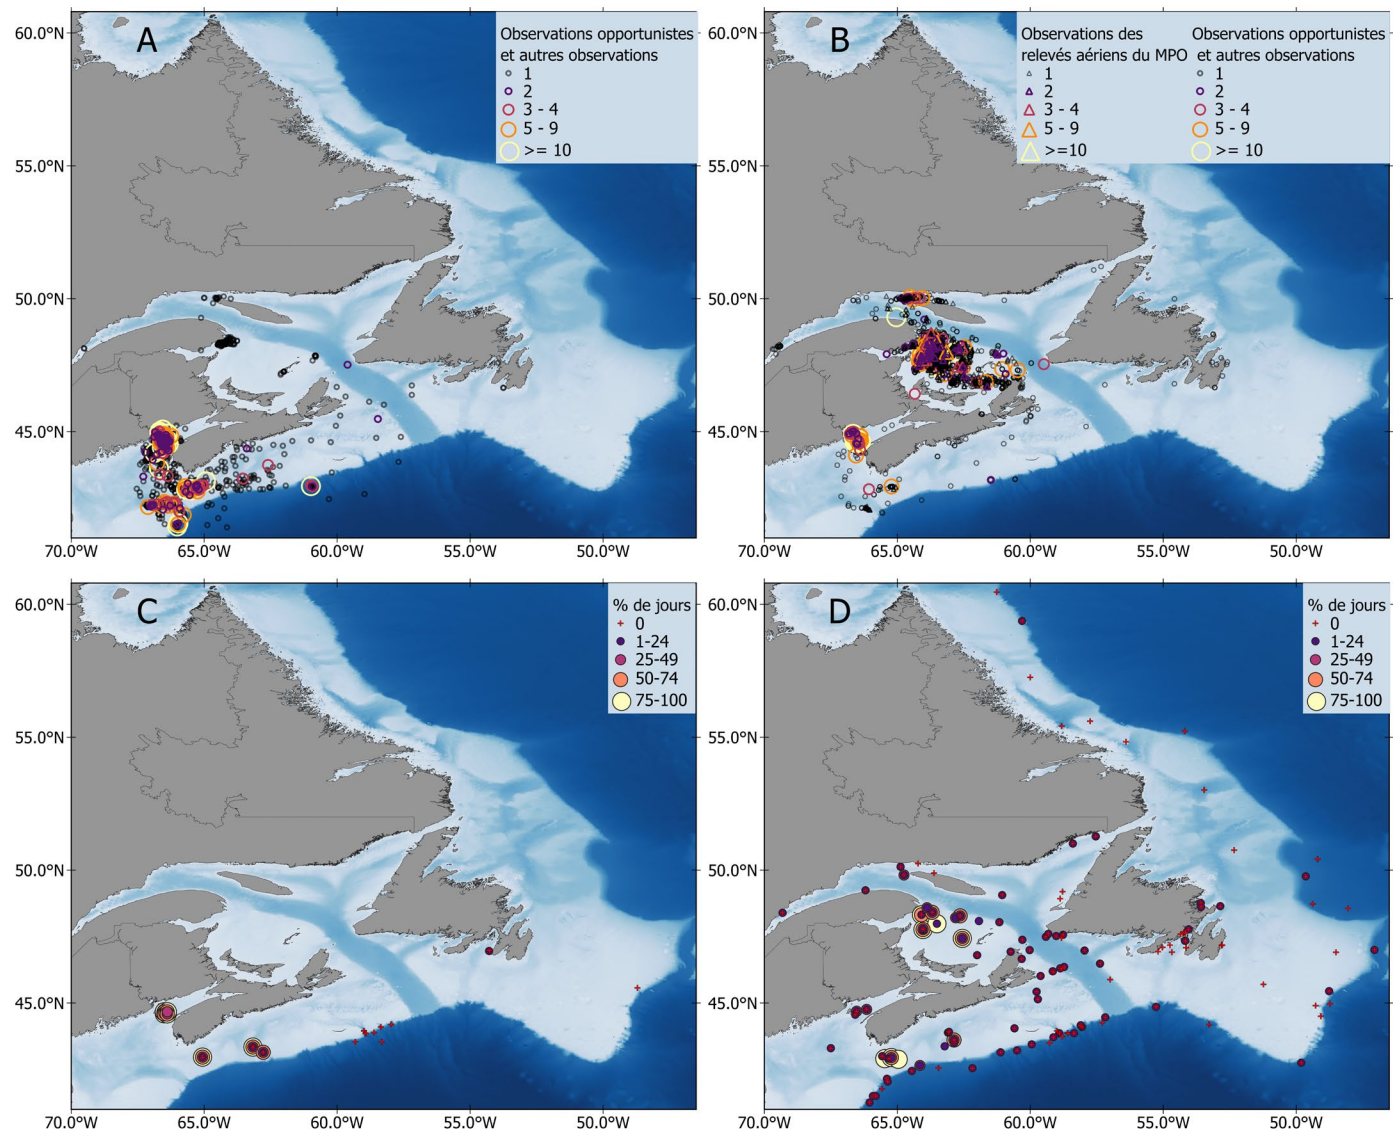 A
Observations opportunistes
et autres observations
1
2
3 - 4
5 - 9
>= 10
60.0°N
55.0°N
50.0°N
45.0°N
70.0°W
65.0°W
60.0°W
55.0°W
50.0°W
B
Observations des
relevés aériens du MPO
1
2
3 - 4
5 - 9
>=10
Observations opportunistes
et autres observations
1
2
3 - 4
5 - 9
>= 10
60.0°N
55.0°N
50.0°N
45.0°N
70.0°W
65.0°W
60.0°W
55.0°W
50.0°W
C
% de jours
0
1-24
25-49
50-74
75-100
60.0°N
55.0°N
50.0°N
45.0°N
70.0°W
65.0°W
60.0°W
55.0°W
50.0°W
D
% de jours
0
1-24
25-49
50-74
75-100
60.0°N
55.0°N
50.0°N
45.0°N
70.0°W
65.0°W
60.0°W
55.0°W
50.0°W